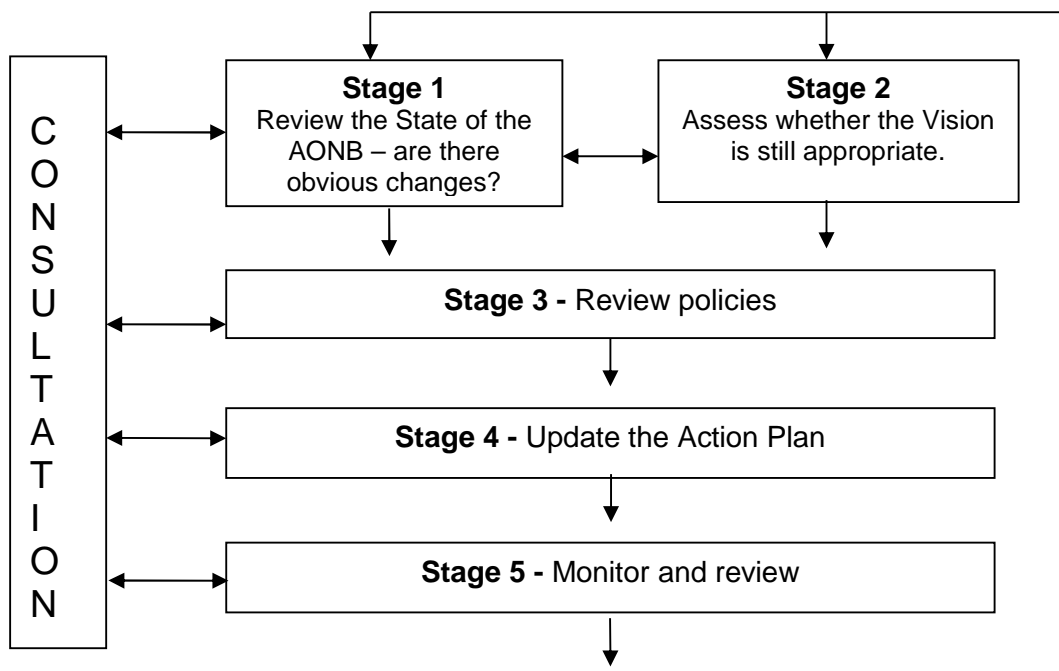 CONSULTATION
Stage 1
Review the State of the
AONB – are there
obvious changes?
Stage 2
Assess whether the Vision
is still appropriate.
Stage 3 - Review policies
Stage 4 - Update the Action Plan
Stage 5 - Monitor and review